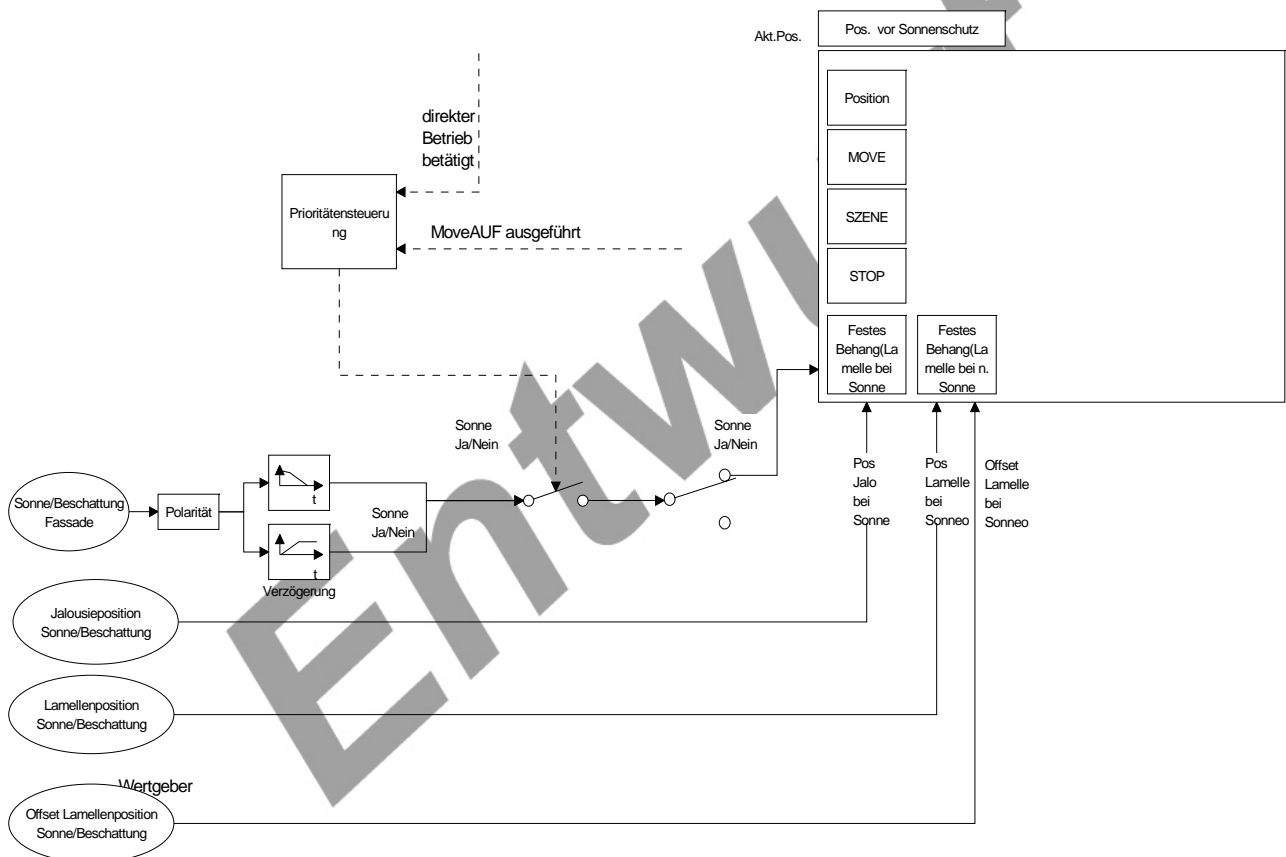 Akt.Pos.
Pos. vor Sonnenschutz
Position
MOVE
SZENE
STOP
direkter
Betrieb
betätigt
Prioritätensteueru
ng
MoveAUF ausgeführt
Festes
Behang(La
melle bei
Sonne
Festes
Behang(La
melle bei n.
Sonne
Sonne
Ja/Nein
Sonne
Ja/Nein
Pos
Jalo
bei
Sonne
Pos
Lamelle
bei
Sonneo
Offset
Lamelle
bei
Sonneo
Sonne/Beschattung
Fassade
Polarität
t
t
Verzögerung
Sonne
Ja/Nein
Jalousieposition
Sonne/Beschattung
Lamellenposition
Sonne/Beschattung
Wertgeber
Offset Lamellenposition
Sonne/Beschattung
Entwu